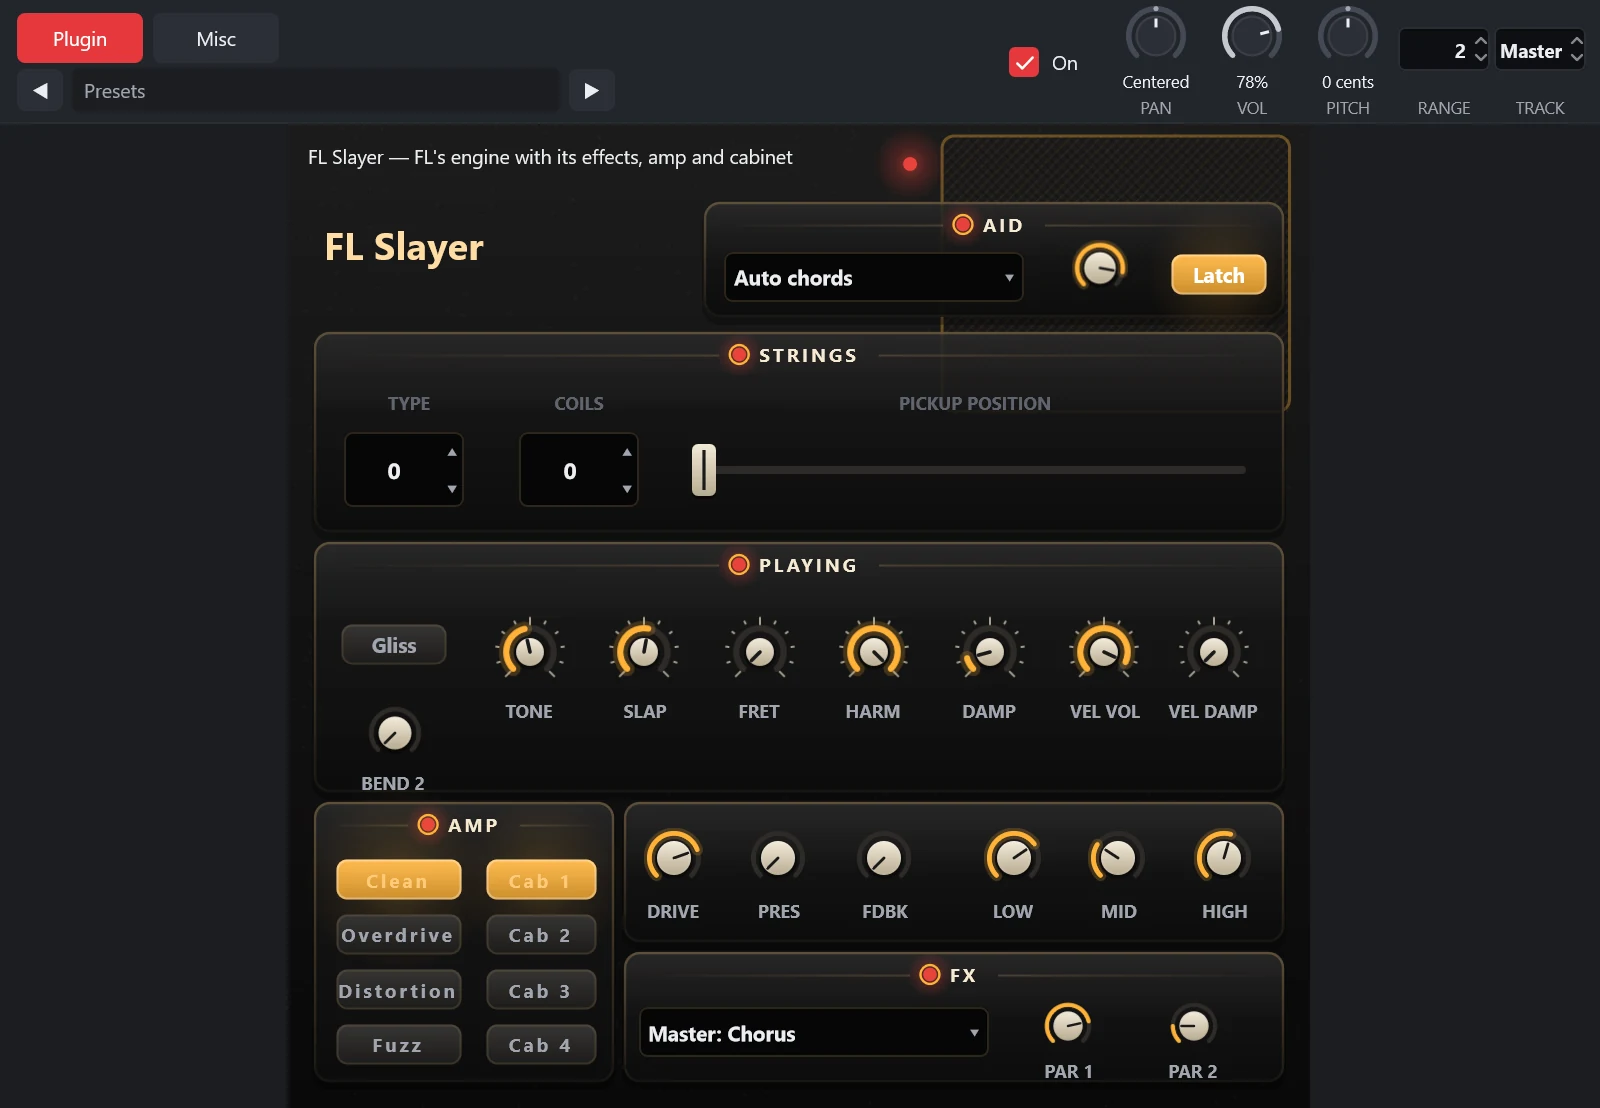 Plugin
Misc
Presets
On
Centered
PAN
78%
VOL
0 cents
PITCH
2
RANGE
Master
TRACK
FL Slayer — FL's engine with its effects, amp and cabinet
FL Slayer
AID
Auto chords
Latch
STRINGS
TYPE
COILS
PICKUP POSITION
0
0
PLAYING
Gliss
TONE
SLAP
FRET
HARM
DAMP
VEL VOL
VEL DAMP
BEND 2
AMP
Clean
Cab 1
Overdrive
Cab 2
Distortion
Cab 3
Fuzz
Cab 4
DRIVE
PRES
FDBK
LOW
MID
HIGH
FX
Master: Chorus
PAR 1
PAR 2